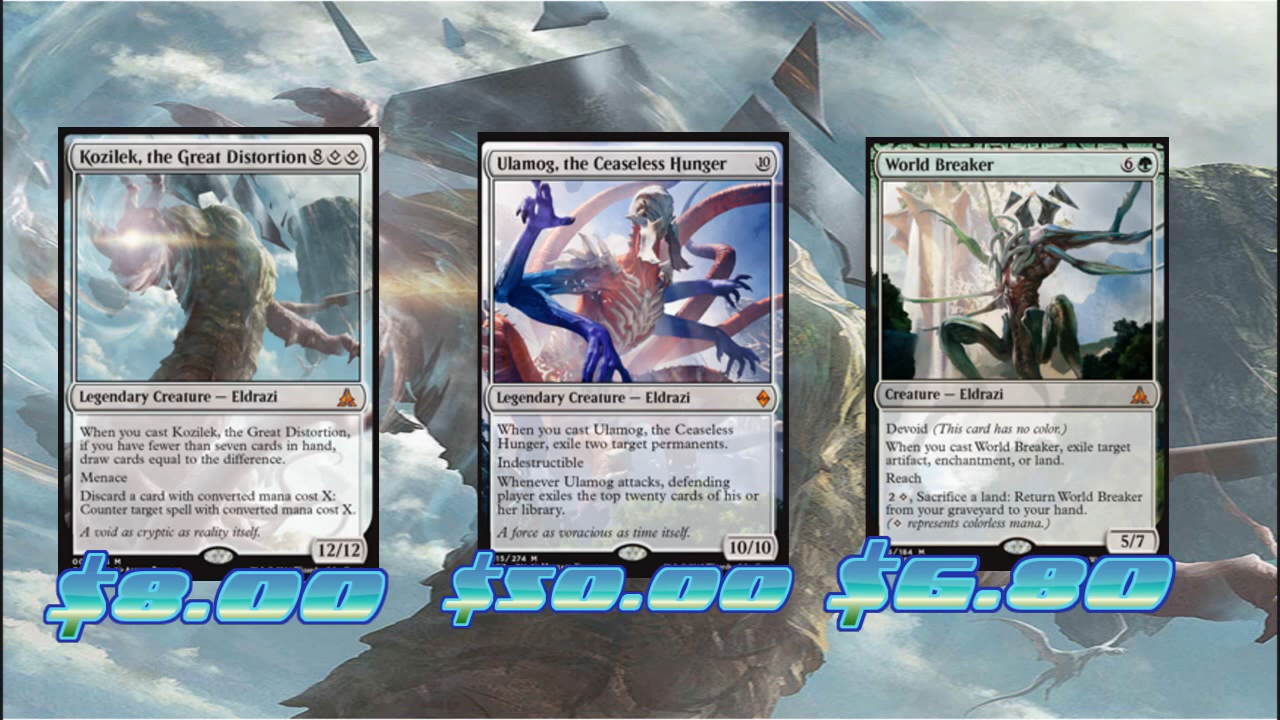 Kozilek, the Great Distortion 8
Legendary Creature — Eldrazi
When you cast Kozilek, the Great Distortion,
if you have fewer than seven cards in hand,
draw cards equal to the difference.
Menace
Discard a card with converted mana cost X:
Counter target spell with converted mana cost X.
A void as cryptic as reality itself.
12/12
$8.00
Ulamog, the Ceaseless Hunger 10
Legendary Creature — Eldrazi
When you cast Ulamog, the Ceaseless
Hunger, exile two target permanents.
Indestructible
Whenever Ulamog attacks, defending
player exiles the top twenty cards of his or
her library.
A force as voracious as time itself.
10/10
15/274 M
$50.00
World Breaker 6
Creature — Eldrazi
Devoid (This card has no color.)
When you cast World Breaker, exile target
artifact, enchantment, or land.
Reach
2 , Sacrifice a land: Return World Breaker
from your graveyard to your hand.
( represents colorless mana.)
5/7
/184 M
$6.80